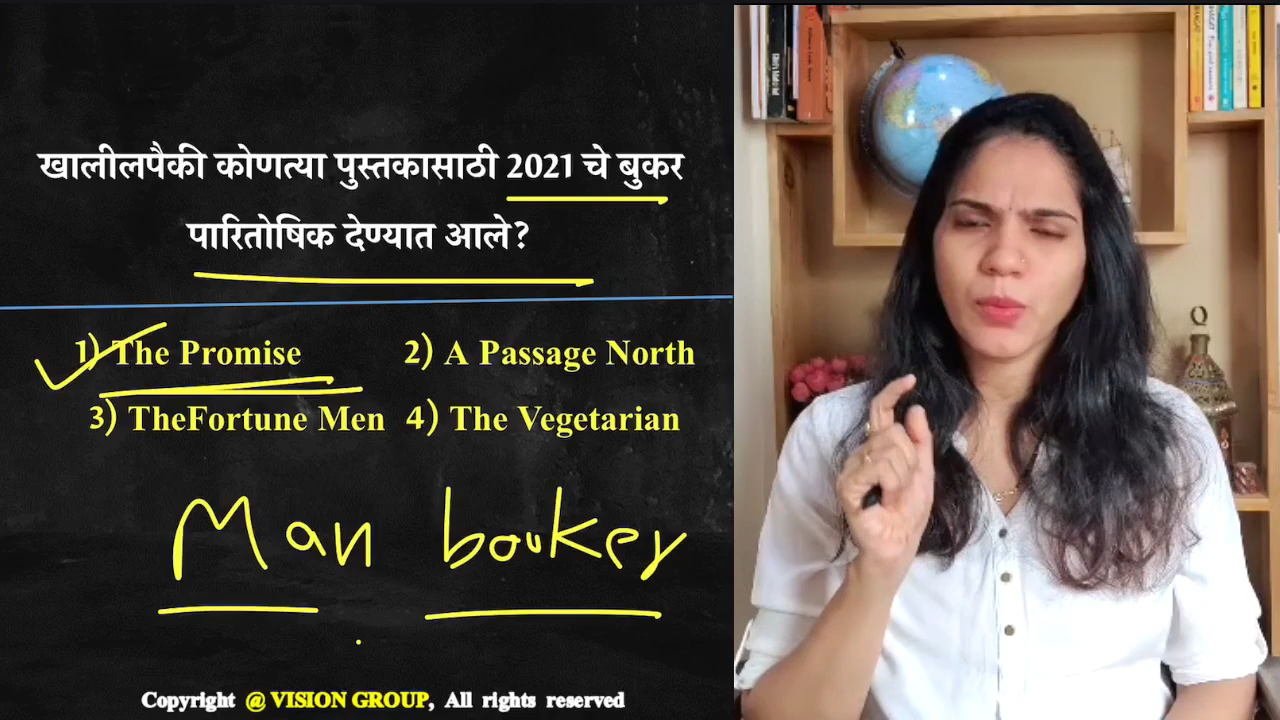 खालीलपैकी कोणत्या पुस्तकासाठी 2021 चे बुकर
पारितोषिक देण्यात आले?
1) The Promise 2) A Passage North
3) TheFortune Men 4) The Vegetarian
Man bouker
Copyright @ VISION GROUP, All rights reserved